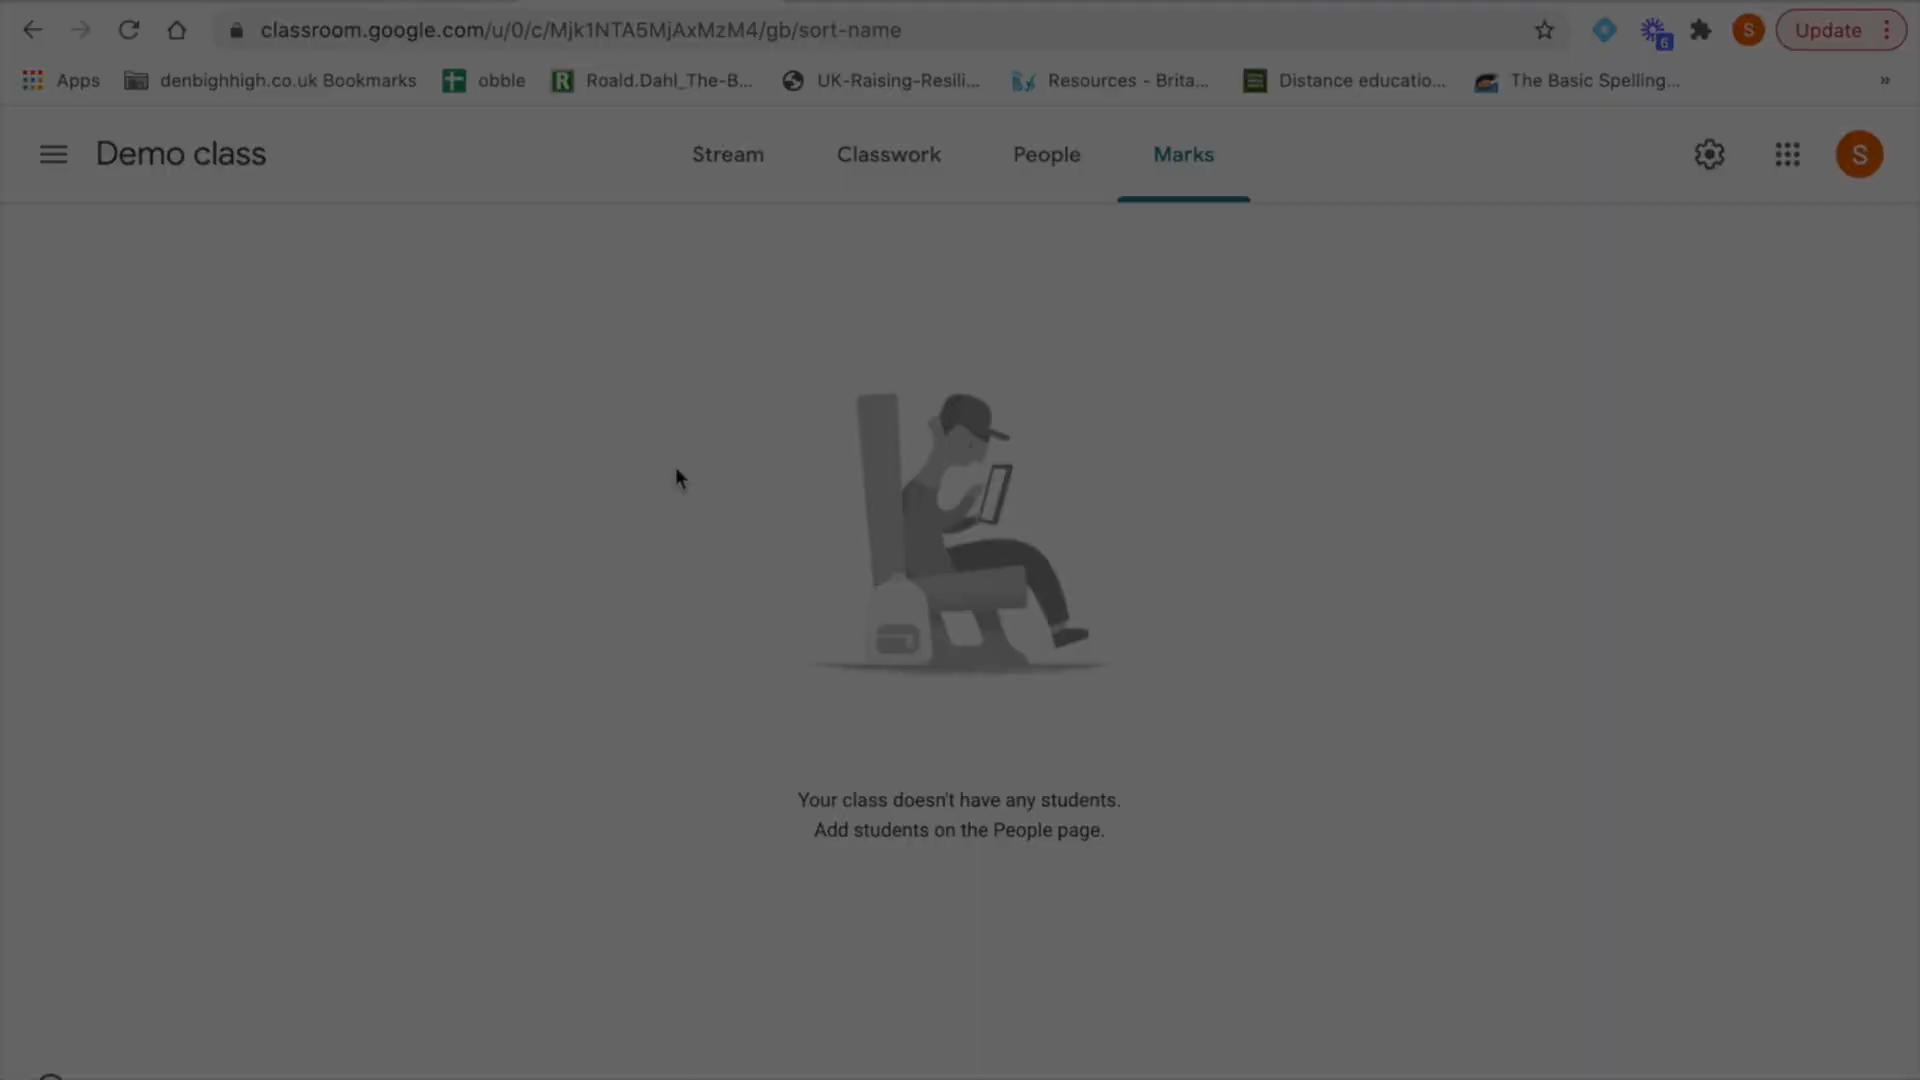 classroom.google.com/u/0/c/Mjk1NTA5MjAxMzM4/gb/sort-name
S
Update
6
Apps
denbighhigh.co.uk Bookmarks
obble
R
Roald.Dahl_The-B...
UK-Raising-Resili...
Resources - Brita...
Distance educatio...
The Basic Spelling...
»
Demo class
Stream
Classwork
People
Marks
S
Your class doesn't have any students.
Add students on the People page.